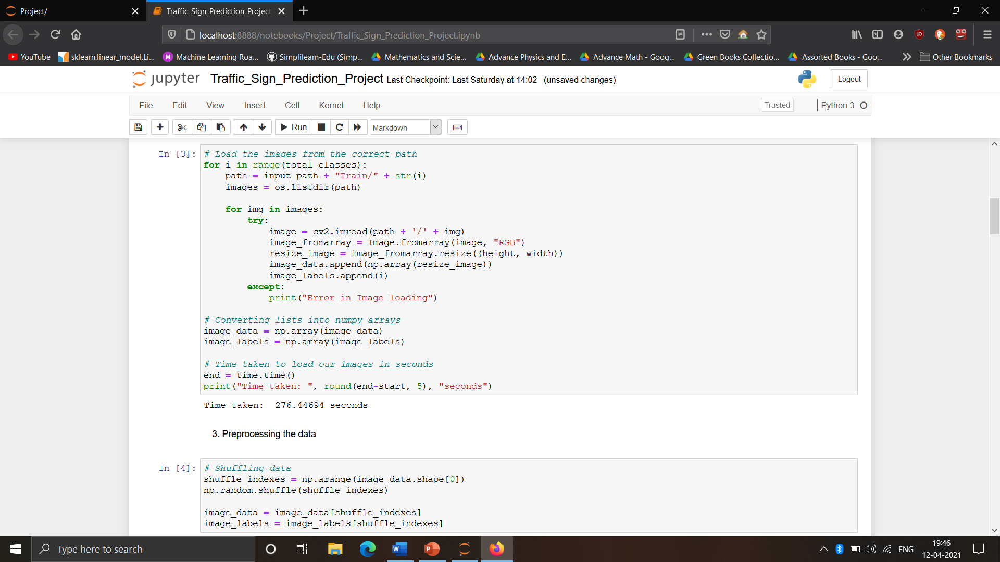 Project/
Traffic_Sign_Prediction_Project
localhost:8888/notebooks/Project/Traffic_Sign_Prediction_Project.ipynb
YouTube
sklearn.linear_model.Li...
Machine Learning Roa...
Simplilearn-Edu (Simp...
Mathematics and Scie...
Advance Physics and E...
Advance Math - Goog...
Green Books Collectio...
Assorted Books - Goo...
Other Bookmarks
jupyter Traffic_Sign_Prediction_Project Last Checkpoint: Last Saturday at 14:02 (unsaved changes)
Logout
File Edit View Insert Cell Kernel Help
Trusted
Python 3
Run
Markdown
In [3]:
# Load the images from the correct path
for i in range(total_classes):
    path = input_path + "Train/" + str(i)
    images = os.listdir(path)

    for img in images:
        try:
            image = cv2.imread(path + '/' + img)
            image_fromarray = Image.fromarray(image, "RGB")
            resize_image = image_fromarray.resize((height, width))
            image_data.append(np.array(resize_image))
            image_labels.append(i)
        except:
            print("Error in Image loading")

# Converting lists into numpy arrays
image_data = np.array(image_data)
image_labels = np.array(image_labels)

# Time taken to load our images in seconds
end = time.time()
print("Time taken: ", round(end-start, 5), "seconds")
Time taken:  276.44694 seconds
3. Preprocessing the data
In [4]:
# Shuffling data
shuffle_indexes = np.arange(image_data.shape[0])
np.random.shuffle(shuffle_indexes)

image_data = image_data[shuffle_indexes]
image_labels = image_labels[shuffle_indexes]
Type here to search
ENG
19:46
12-04-2021